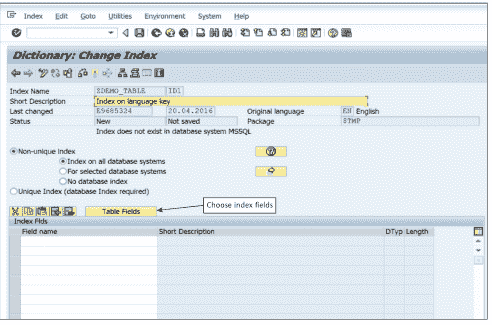 Index Edit Goto Utilities Environment System Help
Dictionary: Change Index
Index Name ZDEMO_TABLE ID1
Short Description Index on language key
Last changed E9685324 20.04.2016 Original language EN English
Status New Not saved Package $TMP
Index does not exist in database system MSSQL
Non-unique index
Index on all database systems
For selected database systems
No database index
Unique Index (database Index required)
Choose index fields
Table Fields
Index Flds
Field name Short Description DTyp Length